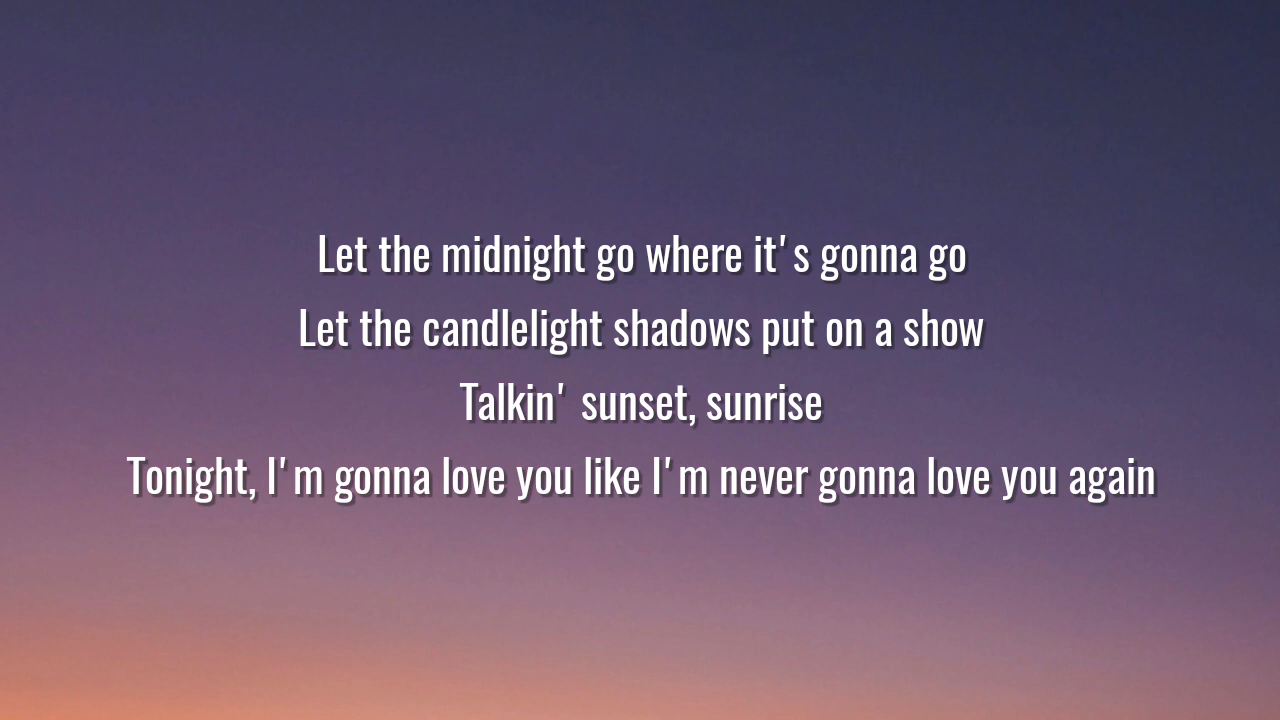 Let the midnight go where it's gonna go
Let the candlelight shadows put on a show
Talkin' sunset, sunrise
Tonight, I'm gonna love you like I'm never gonna love you again